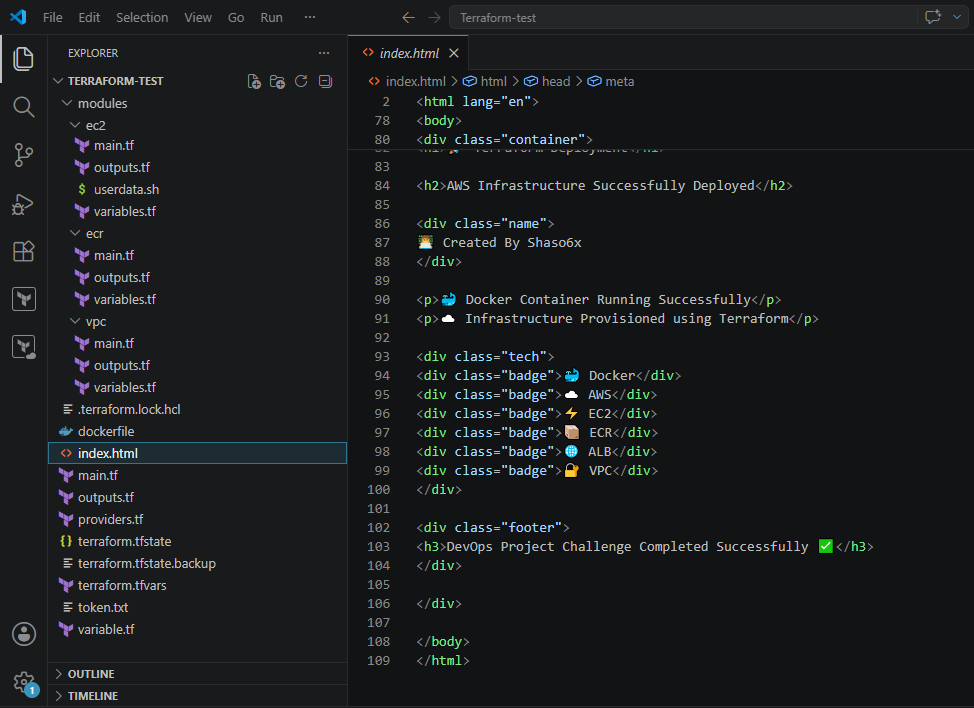 File Edit Selection View Go Run ··· Terraform-test
EXPLORER ···
TERRAFORM-TEST
modules
ec2
main.tf
outputs.tf
$ userdata.sh
variables.tf
ecr
main.tf
outputs.tf
variables.tf
vpc
main.tf
outputs.tf
variables.tf
.terraform.lock.hcl
dockerfile
<> index.html
main.tf
outputs.tf
providers.tf
{} terraform.tfstate
terraform.tfstate.backup
terraform.tfvars
token.txt
variable.tf
OUTLINE
TIMELINE
1
<> index.html ×
<> index.html > html > head > meta
2 <html lang="en">
78 <body>
80 <div class="container">
82 <h1>🚀 Terraform Deployment</h1>
83
84 <h2>AWS Infrastructure Successfully Deployed</h2>
85
86 <div class="name">
87 👨‍💻 Created By Shaso6x
88 </div>
89
90 <p>🐳 Docker Container Running Successfully</p>
91 <p>☁️ Infrastructure Provisioned using Terraform</p>
92
93 <div class="tech">
94 <div class="badge">🐳 Docker</div>
95 <div class="badge">☁️ AWS</div>
96 <div class="badge">⚡ EC2</div>
97 <div class="badge">📦 ECR</div>
98 <div class="badge">🌐 ALB</div>
99 <div class="badge">🔐 VPC</div>
100 </div>
101
102 <div class="footer">
103 <h3>DevOps Project Challenge Completed Successfully ✅</h3>
104 </div>
105
106 </div>
107
108 </body>
109 </html>